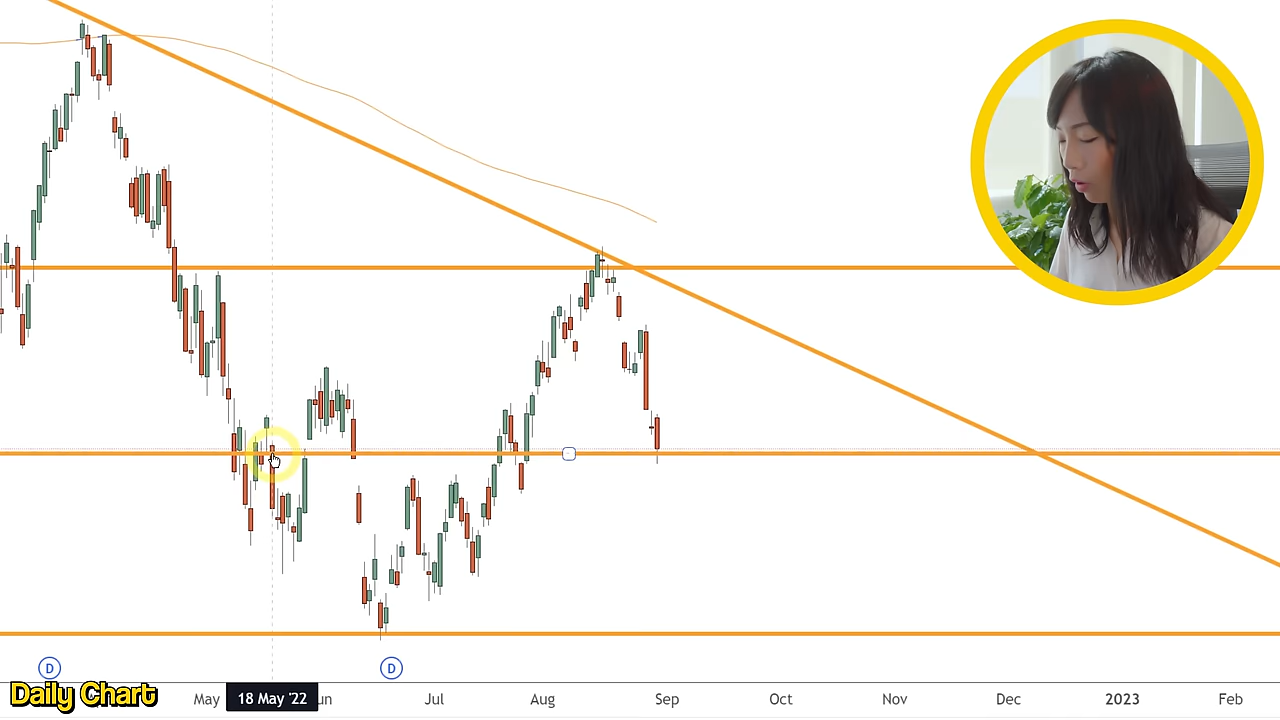 D
D
May
18 May '22
un
Jul
Aug
Sep
Oct
Nov
Dec
2023
Feb
Daily Chart